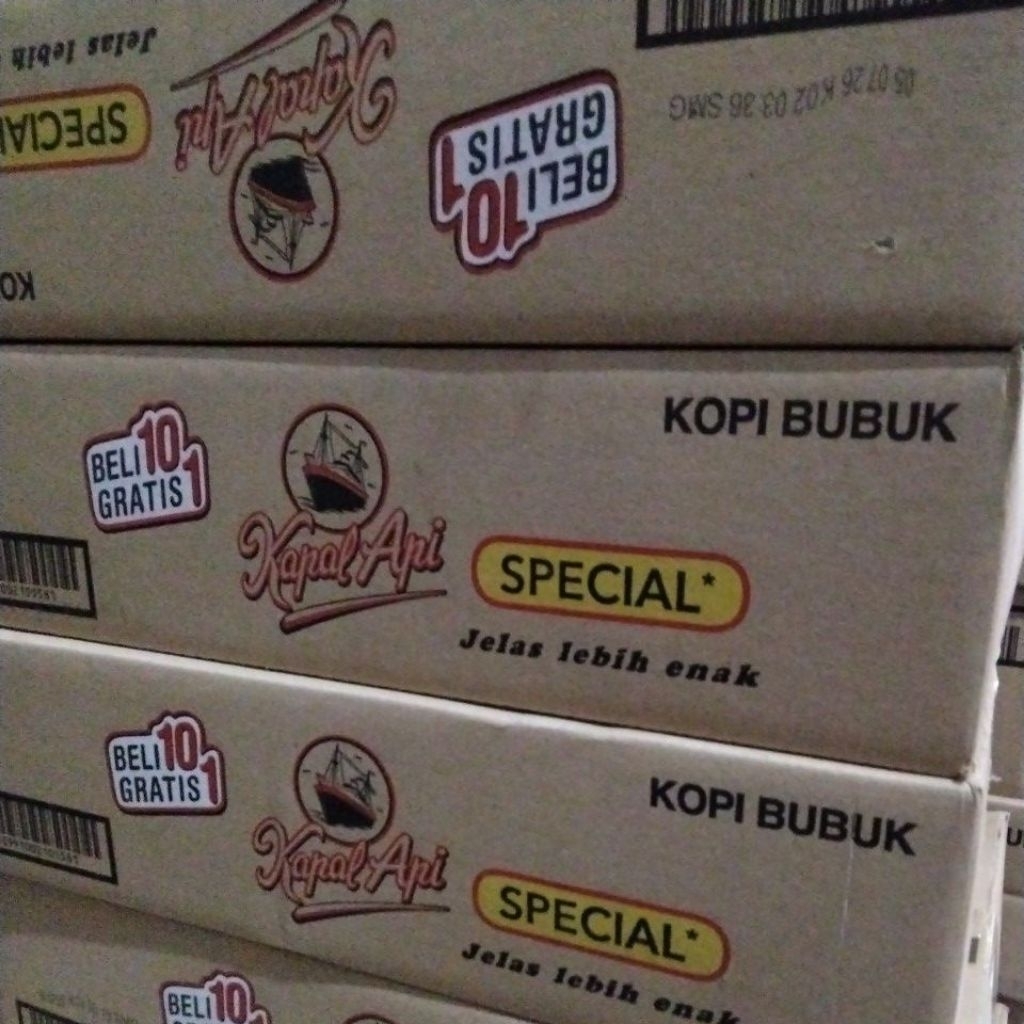 Jelas lebih
SPECIAL
Kapal Api
BELI 10
GRATIS 1
05 07 26 K 02 03 36 SMG
KO
BELI 10
GRATIS 1
Kapal Api
SPECIAL*
Jelas lebih enak
KOPI BUBUK
BELI 10
GRATIS 1
Kapal Api
SPECIAL*
Jelas lebih enak
KOPI BUBUK
BELI 10